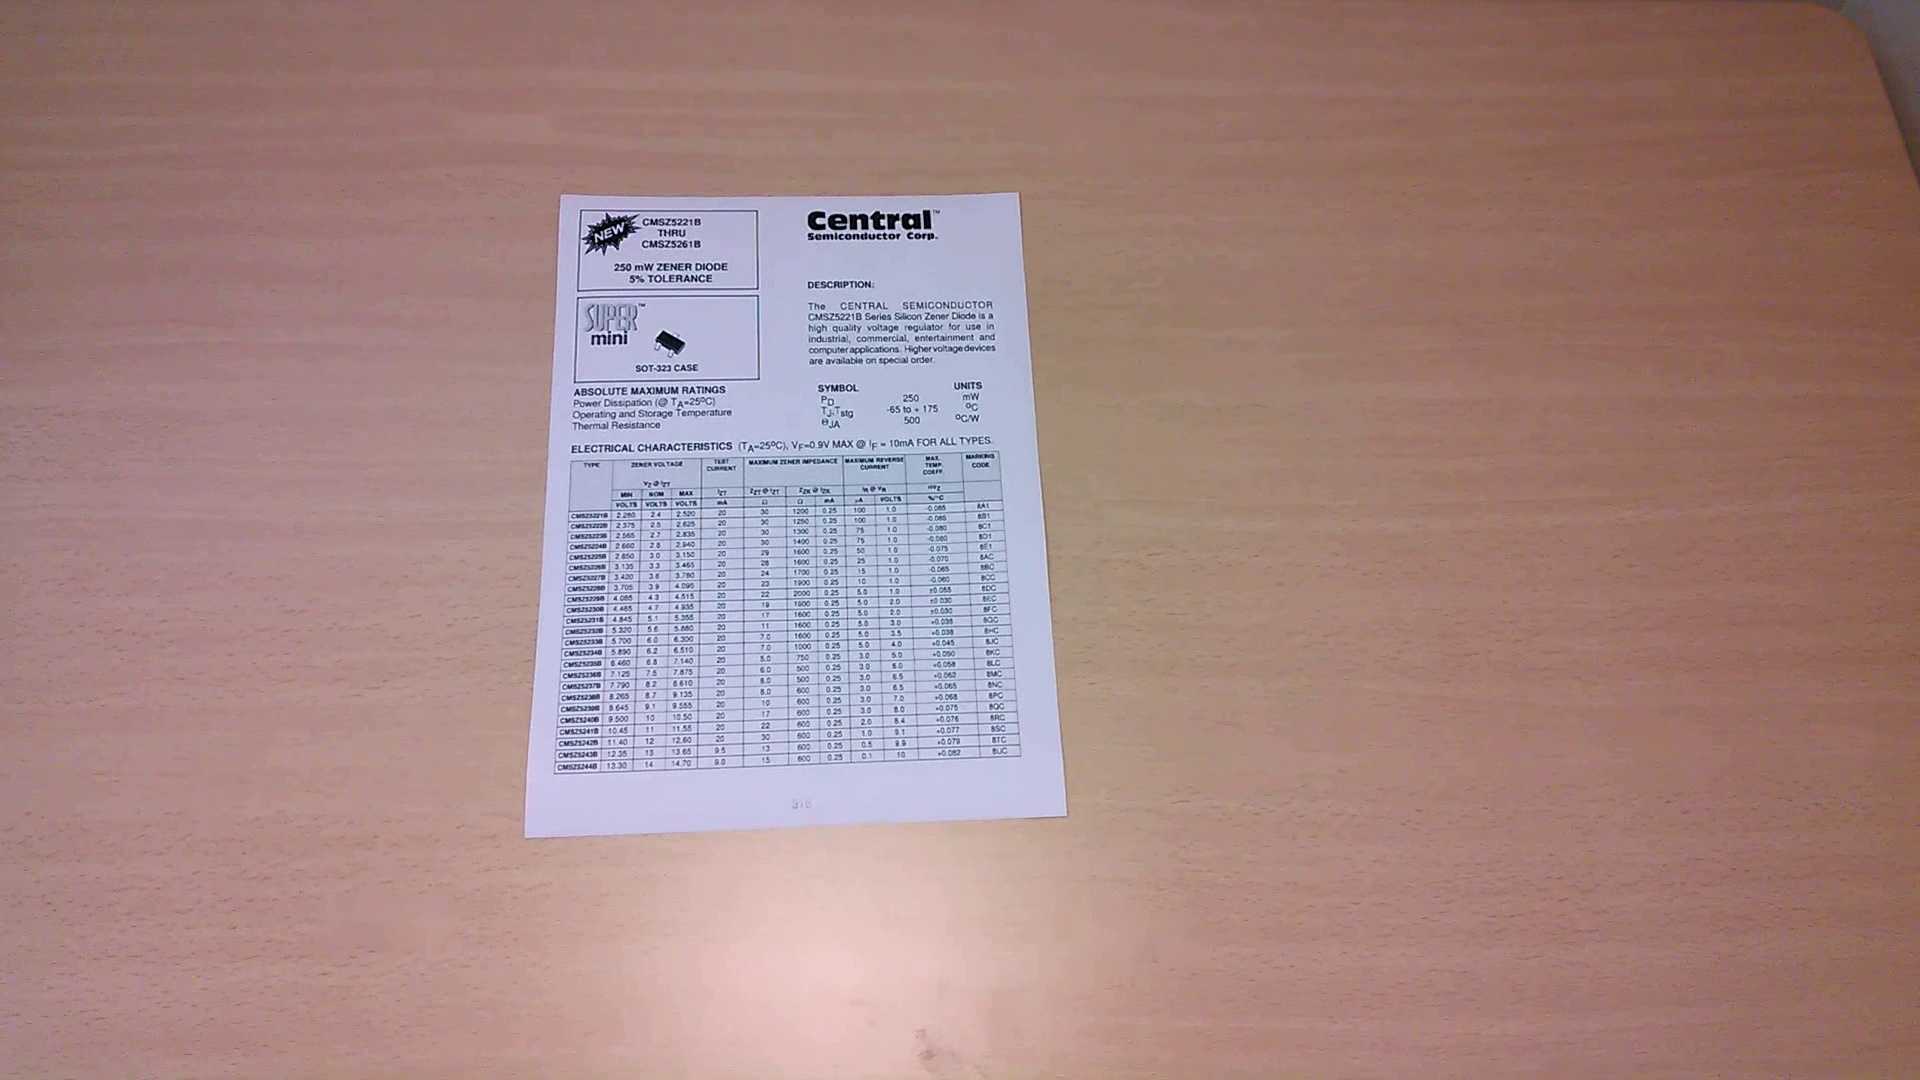 NEW
CMSZ5221B
THRU
CMSZ5261B
250 mW ZENER DIODE
5% TOLERANCE
SUPER™
mini
SOT-323 CASE
Central™
Semiconductor Corp.
DESCRIPTION:
The CENTRAL SEMICONDUCTOR
CMSZ5221B Series Silicon Zener Diode is a
high quality voltage regulator for use in
industrial, commercial, entertainment and
computer applications. Higher voltage devices
are available on special order.
ABSOLUTE MAXIMUM RATINGS SYMBOL UNITS
Power Dissipation (@ TA=25ºC) PD 250 mW
Operating and Storage Temperature TJ,Tstg -65 to + 175 ºC
Thermal Resistance ΘJA 500 ºC/W
ELECTRICAL CHARACTERISTICS (TA=25ºC), VF=0.9V MAX @ IF = 10mA FOR ALL TYPES.
TYPE ZENER VOLTAGE TEST CURRENT MAXIMUM ZENER IMPEDANCE MAXIMUM REVERSE CURRENT MAX. TEMP. COEFF. MARKING CODE
VZ @ IZT
MIN NOM MAX IZT ZZT @ IZT ZZK @ IZK IR @ VR
VOLTS VOLTS VOLTS mA Ω Ω mA µA VOLTS %/°C
CMSZ5221B 2.280 2.4 2.520 20 30 1200 0.25 100 1.0 -0.085 8A1
CMSZ5222B 2.375 2.5 2.625 20 30 1250 0.25 100 1.0 -0.085 8B1
CMSZ5223B 2.565 2.7 2.835 20 30 1300 0.25 75 1.0 -0.080 8C1
CMSZ5224B 2.660 2.8 2.940 20 30 1400 0.25 75 1.0 -0.080 8D1
CMSZ5225B 2.850 3.0 3.150 20 29 1600 0.25 50 1.0 -0.075 8E1
CMSZ5226B 3.135 3.3 3.465 20 28 1600 0.25 25 1.0 -0.070 8AC
CMSZ5227B 3.420 3.6 3.780 20 24 1700 0.25 15 1.0 -0.065 8BC
CMSZ5228B 3.705 3.9 4.095 20 23 1900 0.25 10 1.0 -0.060 8CC
CMSZ5229B 4.085 4.3 4.515 20 22 2000 0.25 5.0 1.0 ±0.055 8DC
CMSZ5230B 4.465 4.7 4.935 20 19 1900 0.25 5.0 2.0 ±0.030 8EC
CMSZ5231B 4.845 5.1 5.355 20 17 1600 0.25 5.0 2.0 ±0.030 8FC
CMSZ5232B 5.320 5.6 5.880 20 11 1600 0.25 5.0 3.0 +0.038 8GC
CMSZ5233B 5.700 6.0 6.300 20 7.0 1600 0.25 5.0 3.5 +0.038 8HC
CMSZ5234B 5.890 6.2 6.510 20 7.0 1000 0.25 5.0 4.0 +0.045 8JC
CMSZ5235B 6.460 6.8 7.140 20 5.0 750 0.25 3.0 5.0 +0.050 8KC
CMSZ5236B 7.125 7.5 7.875 20 6.0 500 0.25 3.0 6.0 +0.058 8LC
CMSZ5237B 7.790 8.2 8.610 20 8.0 500 0.25 3.0 6.5 +0.062 8MC
CMSZ5238B 8.265 8.7 9.135 20 8.0 600 0.25 3.0 6.5 +0.065 8NC
CMSZ5239B 8.645 9.1 9.555 20 10 600 0.25 3.0 7.0 +0.068 8PC
CMSZ5240B 9.500 10 10.50 20 17 600 0.25 3.0 8.0 +0.075 8QC
CMSZ5241B 10.45 11 11.55 20 22 600 0.25 2.0 8.4 +0.076 8RC
CMSZ5242B 11.40 12 12.60 20 30 600 0.25 1.0 9.1 +0.077 8SC
CMSZ5243B 12.35 13 13.65 9.5 13 600 0.25 0.5 9.9 +0.079 8TC
CMSZ5244B 13.30 14 14.70 9.0 15 600 0.25 0.1 10 +0.082 8UC